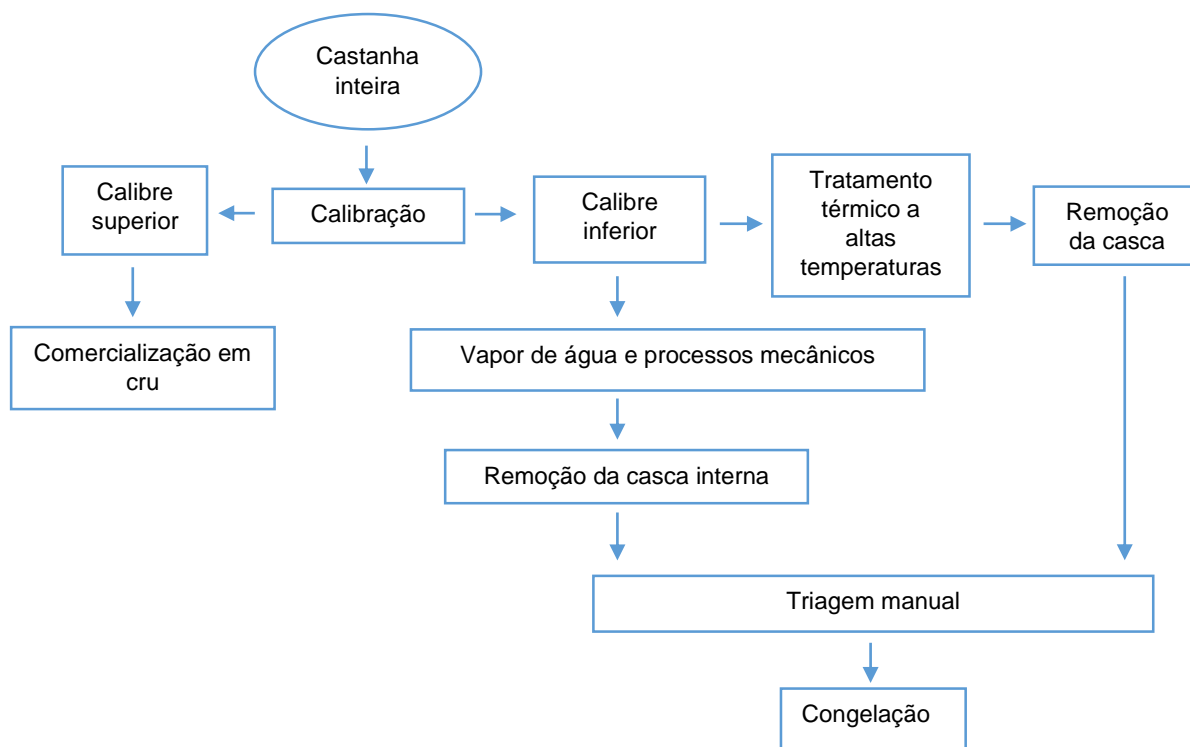 Castanha
inteira
Calibre
superior
Calibração
Calibre
inferior
Tratamento
térmico a
altas
temperaturas
Remoção
da casca
Comercialização em
cru
Vapor de água e processos mecânicos
Remoção da casca interna
Triagem manual
Congelação